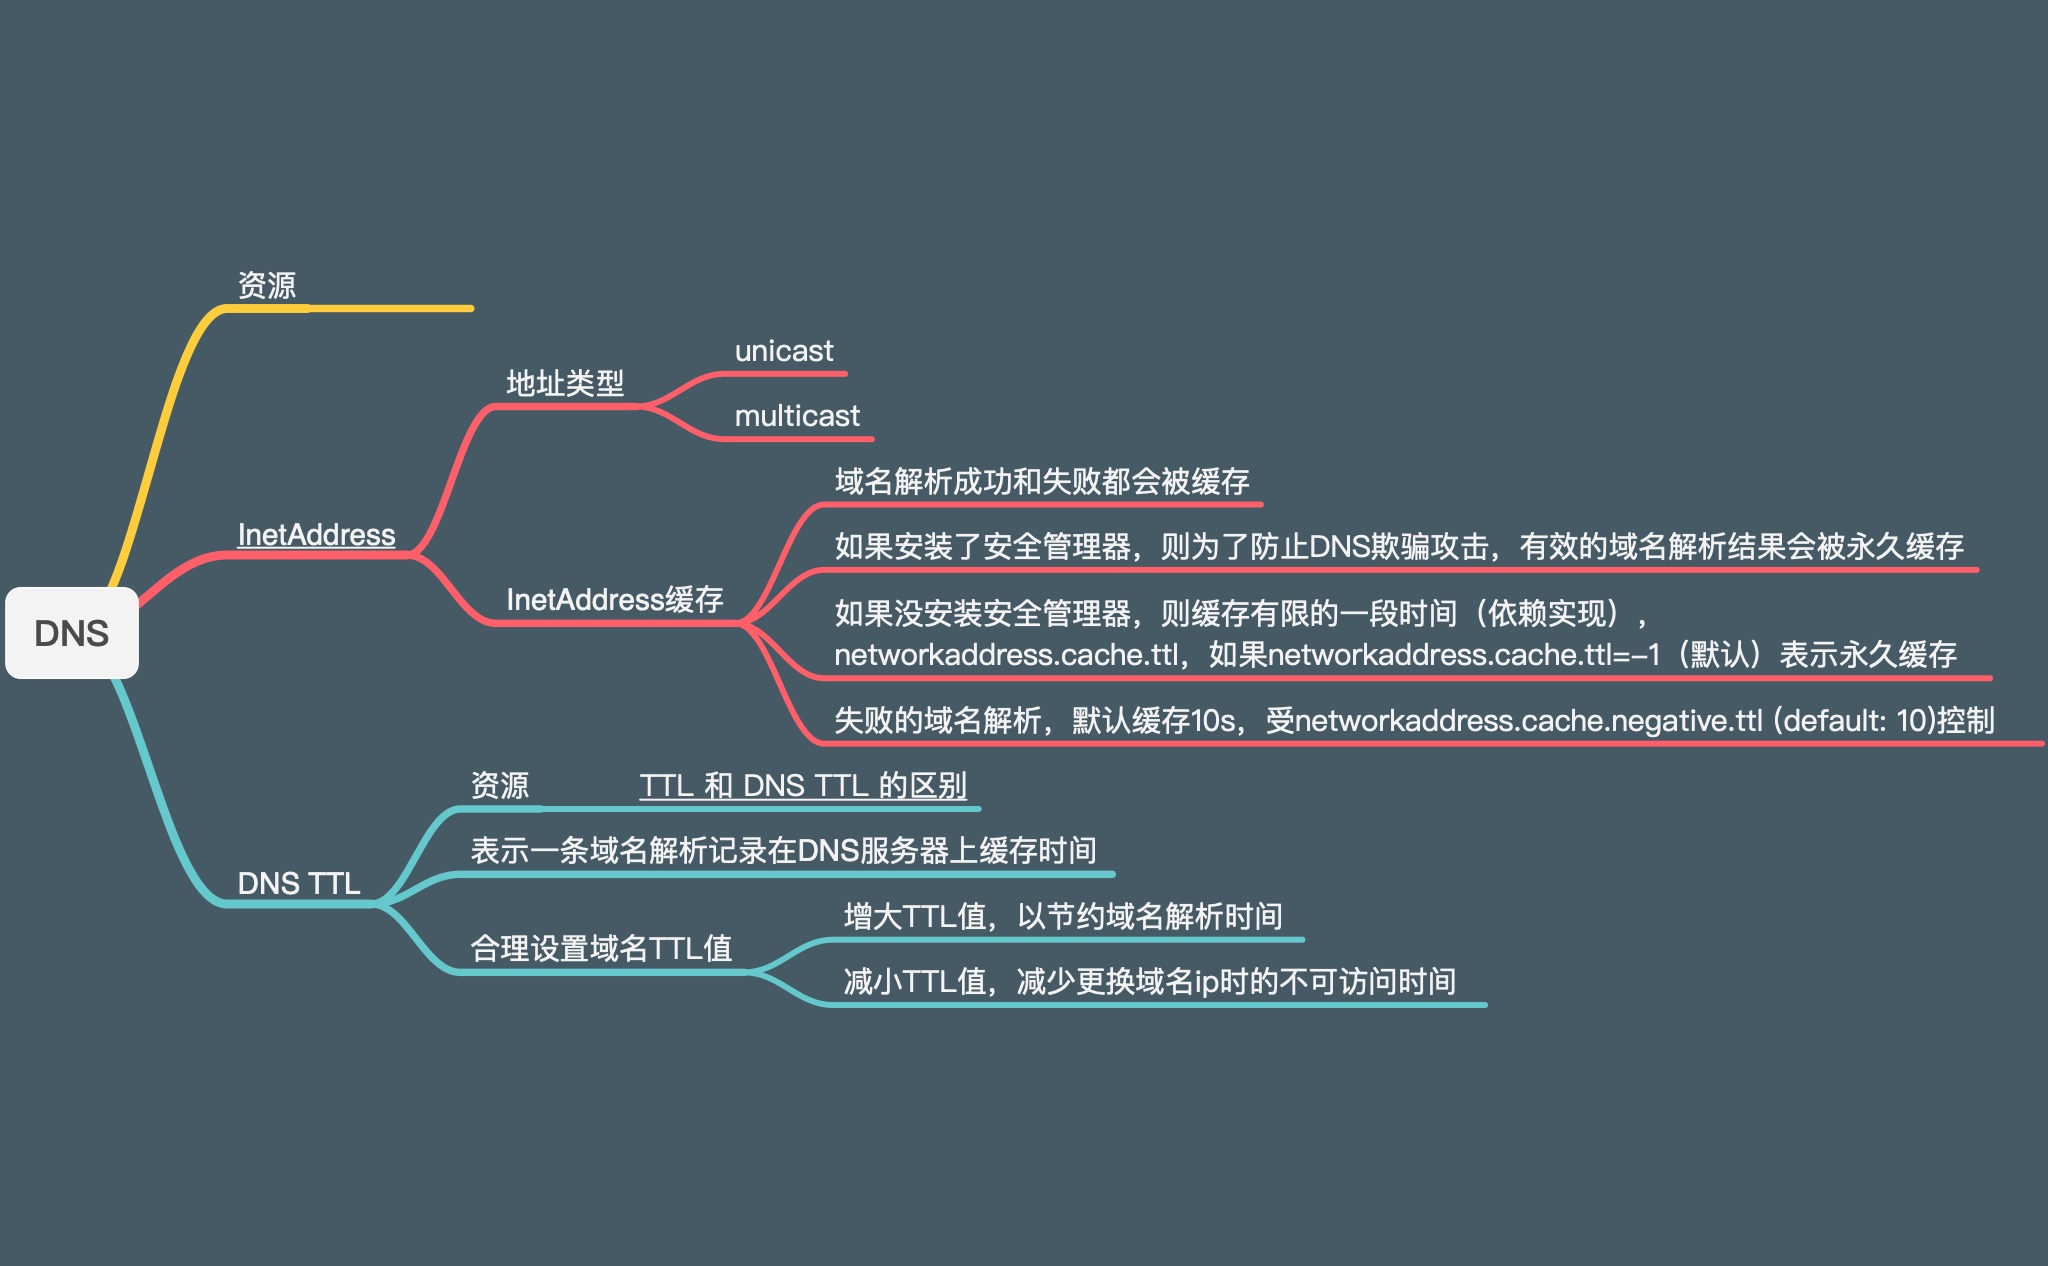 资源
unicast
地址类型
multicast
域名解析成功和失败都会被缓存
InetAddress
如果安装了安全管理器，则为了防止DNS欺骗攻击，有效的域名解析结果会被永久缓存
InetAddress缓存
如果没安装安全管理器，则缓存有限的一段时间（依赖实现），
networkaddress.cache.ttl，如果networkaddress.cache.ttl=-1（默认）表示永久缓存
DNS
失败的域名解析，默认缓存10s，受networkaddress.cache.negative.ttl (default: 10)控制
资源 TTL 和 DNS TTL 的区别
表示一条域名解析记录在DNS服务器上缓存时间
DNS TTL
增大TTL值，以节约域名解析时间
合理设置域名TTL值
减小TTL值，减少更换域名ip时的不可访问时间